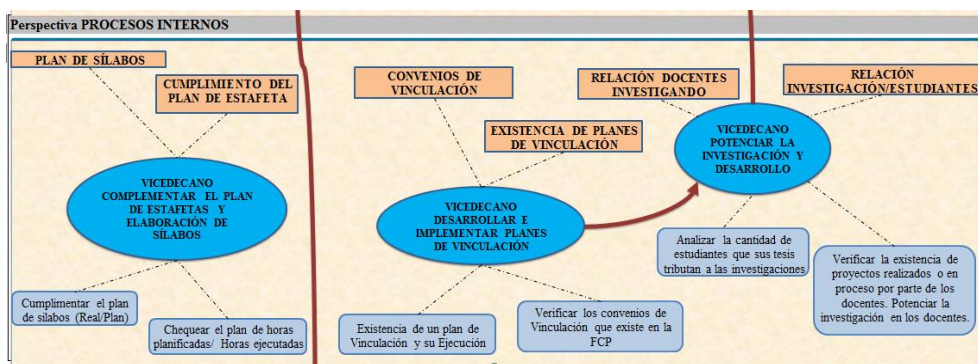 Perspectiva PROCESOS INTERNOS
PLAN DE SÍLABOS
CUMPLIMIENTO DEL
PLAN DE ESTAFETA
VICEDECANO
COMPLEMENTAR EL PLAN
DE ESTAFETAS Y
ELABORACIÓN DE
SÍLABOS
Cumplimentar el plan
de sílabos (Real/Plan)
Chequear el plan de horas
planificadas/ Horas ejecutadas
CONVENIOS DE
VINCULACIÓN
EXISTENCIA DE PLANES
DE VINCULACIÓN
VICEDECANO
DESARROLLAR E
IMPLEMENTAR PLANES
DE VINCULACIÓN
Existencia de un plan de
Vinculación y su Ejecución
Verificar los convenios de
Vinculación que existe en la
FCP
RELACIÓN DOCENTES
INVESTIGANDO
RELACIÓN
INVESTIGACIÓN/ESTUDIANTES
VICEDECANO
POTENCIAR LA
INVESTIGACIÓN Y
DESARROLLO
Analizar la cantidad de
estudiantes que sus tesis
tributan a las investigaciones
Verificar la existencia de
proyectos realizados o en
proceso por parte de los
docentes. Potenciar la
investigación en los docentes.